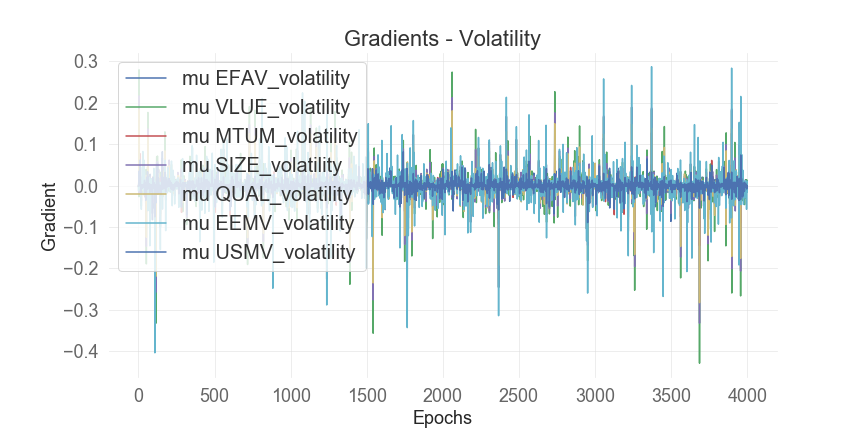 Gradients - Volatility
0.3
0.2
0.1
0.0
−0.1
−0.2
−0.3
−0.4
Gradient
mu EFAV_volatility
mu VLUE_volatility
mu MTUM_volatility
mu SIZE_volatility
mu QUAL_volatility
mu EEMV_volatility
mu USMV_volatility
0 500 1000 1500 2000 2500 3000 3500 4000
Epochs